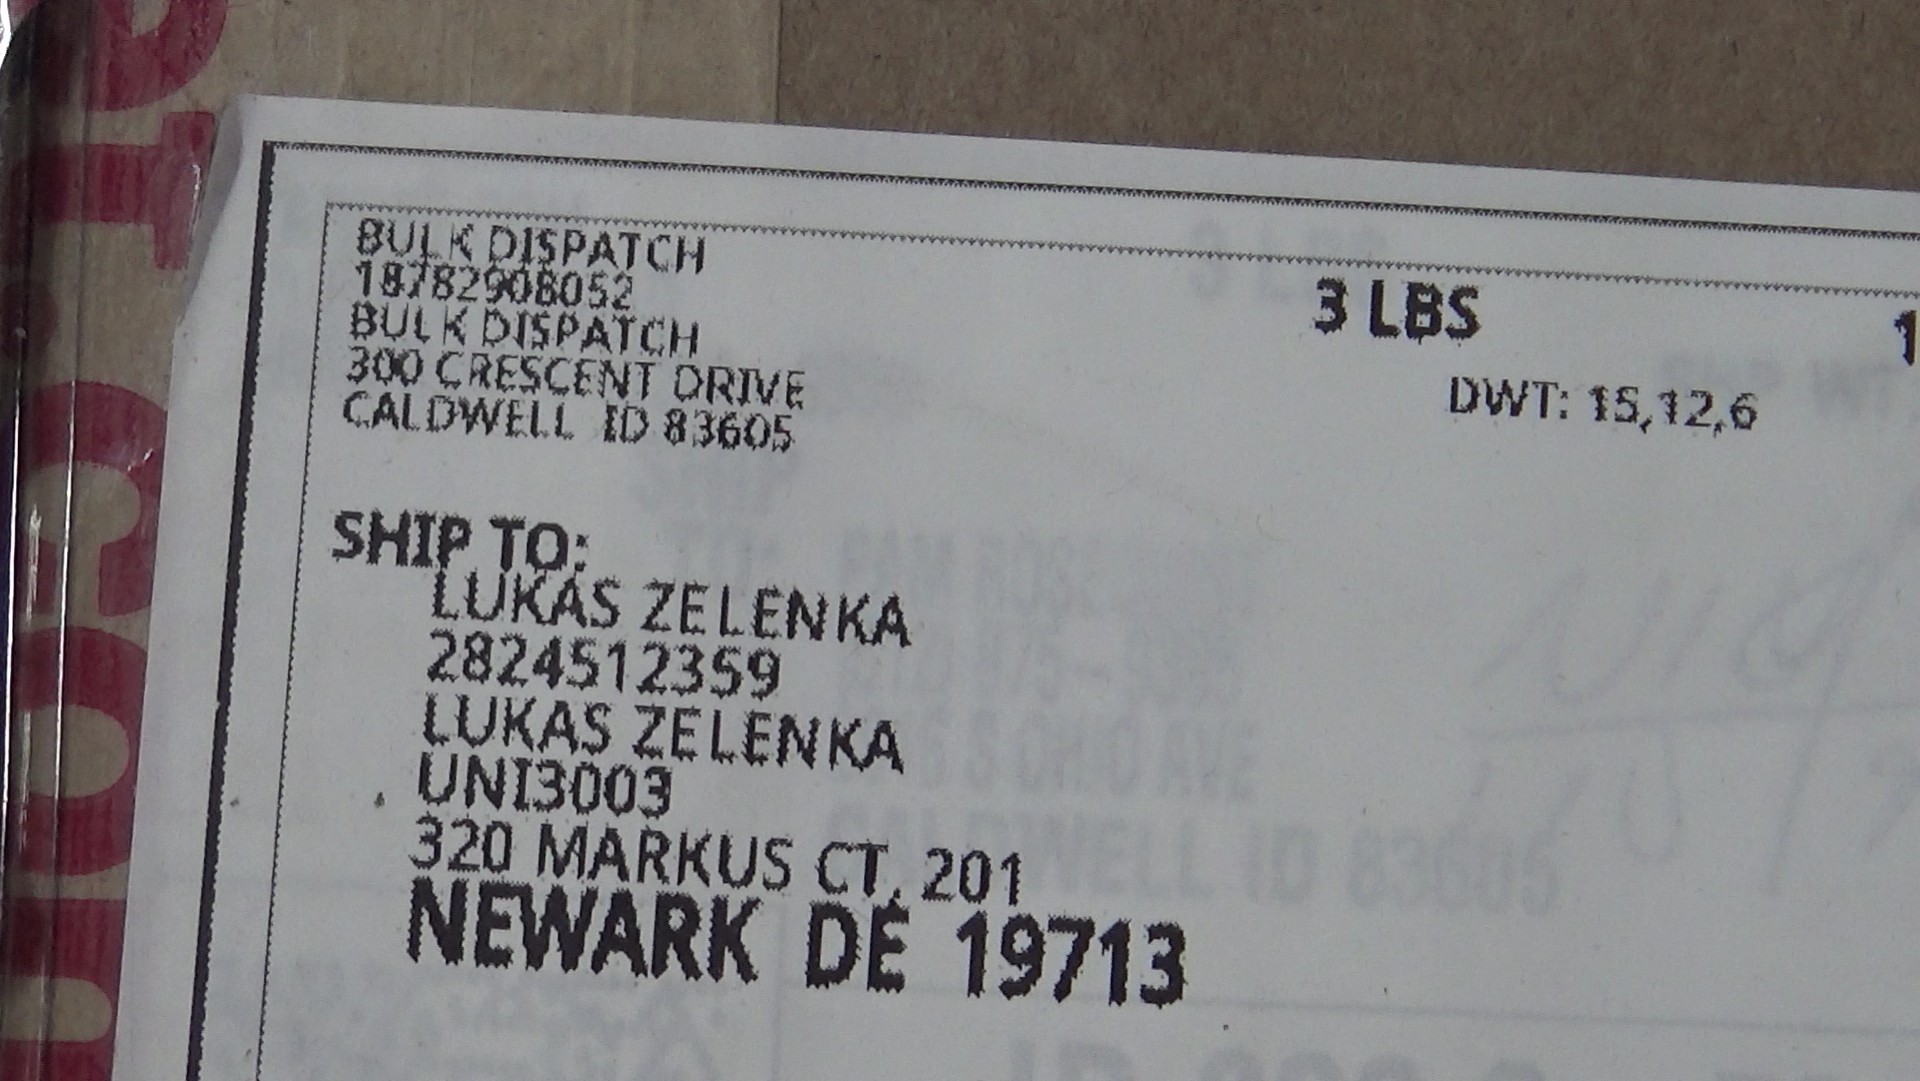 BULK DISPATCH
18782908052
BULK DISPATCH
300 CRESCENT DRIVE
CALDWELL ID 83605
3 LBS
1
DWT: 15,12,6
SHIP TO:
LUKAS ZELENKA
2824512359
LUKAS ZELENKA
UNI3003
320 MARKUS CT. 201
NEWARK DE 19713